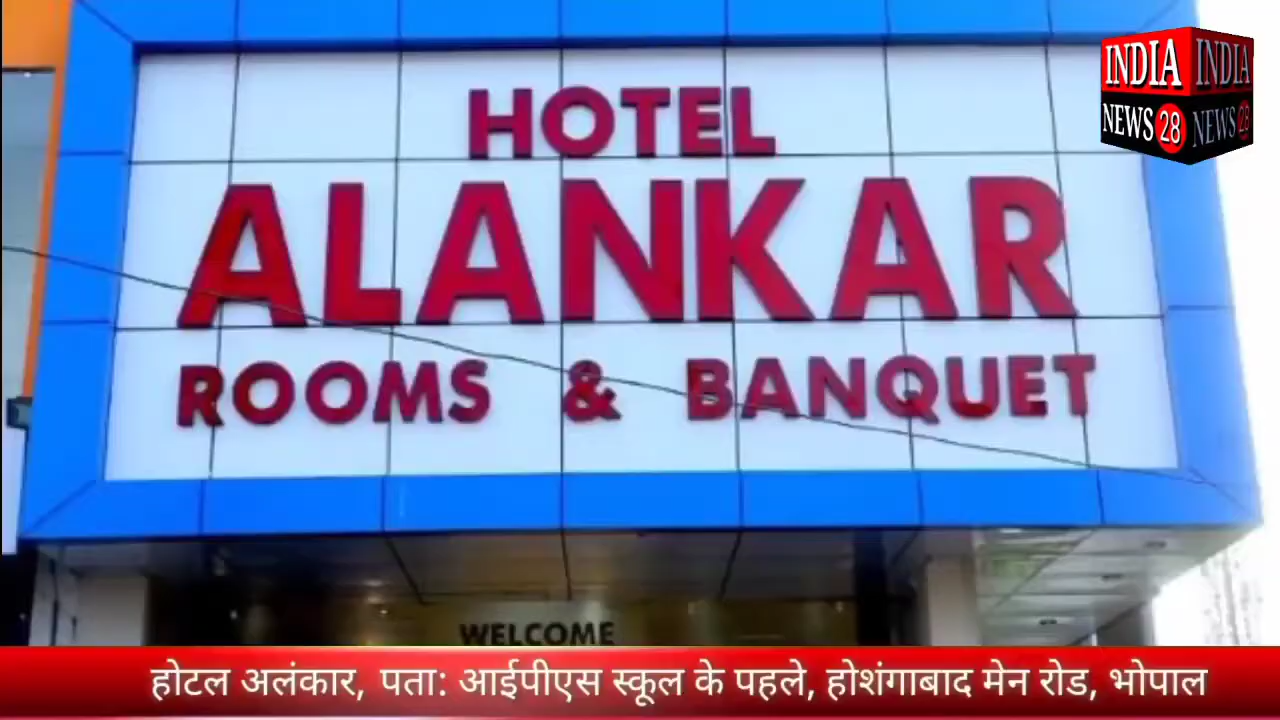 HOTEL
ALANKAR
ROOMS & BANQUET
WELCOME
INDIA INDIA
NEWS 28 NEWS 28
होटल अलंकार, पता: आईपीएस स्कूल के पहले, होशंगाबाद मेन रोड, भोपाल